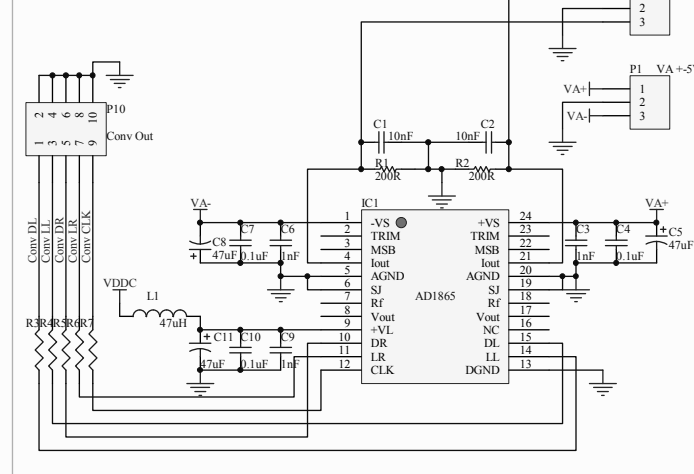 2
3
P1
VA +-5
VA+
1
2
VA-
3
2
4
6
8
10
P10
Conv Out
1
3
5
7
9
C1
10nF
C2
10nF
R1
200R
R2
200R
IC1
VA-
VA+
Conv DL
Conv LL
Conv DR
Conv LR
Conv CLK
1
2
3
4
5
6
7
8
9
10
11
12
-VS
TRIM
MSB
Iout
AGND
SJ
Rf
Vout
+VL
DR
LR
CLK
AD1865
+VS
TRIM
MSB
Iout
AGND
SJ
Rf
Vout
NC
DL
LL
DGND
24
23
22
21
20
19
18
17
16
15
14
13
C8
47uF
+
C7
0.1uF
C6
1nF
C3
1nF
C4
0.1uF
+
C5
47uF
VDDC
L1
47uH
+
C11
47uF
C10
0.1uF
C9
1nF
R3
R4
R5
R6
R7